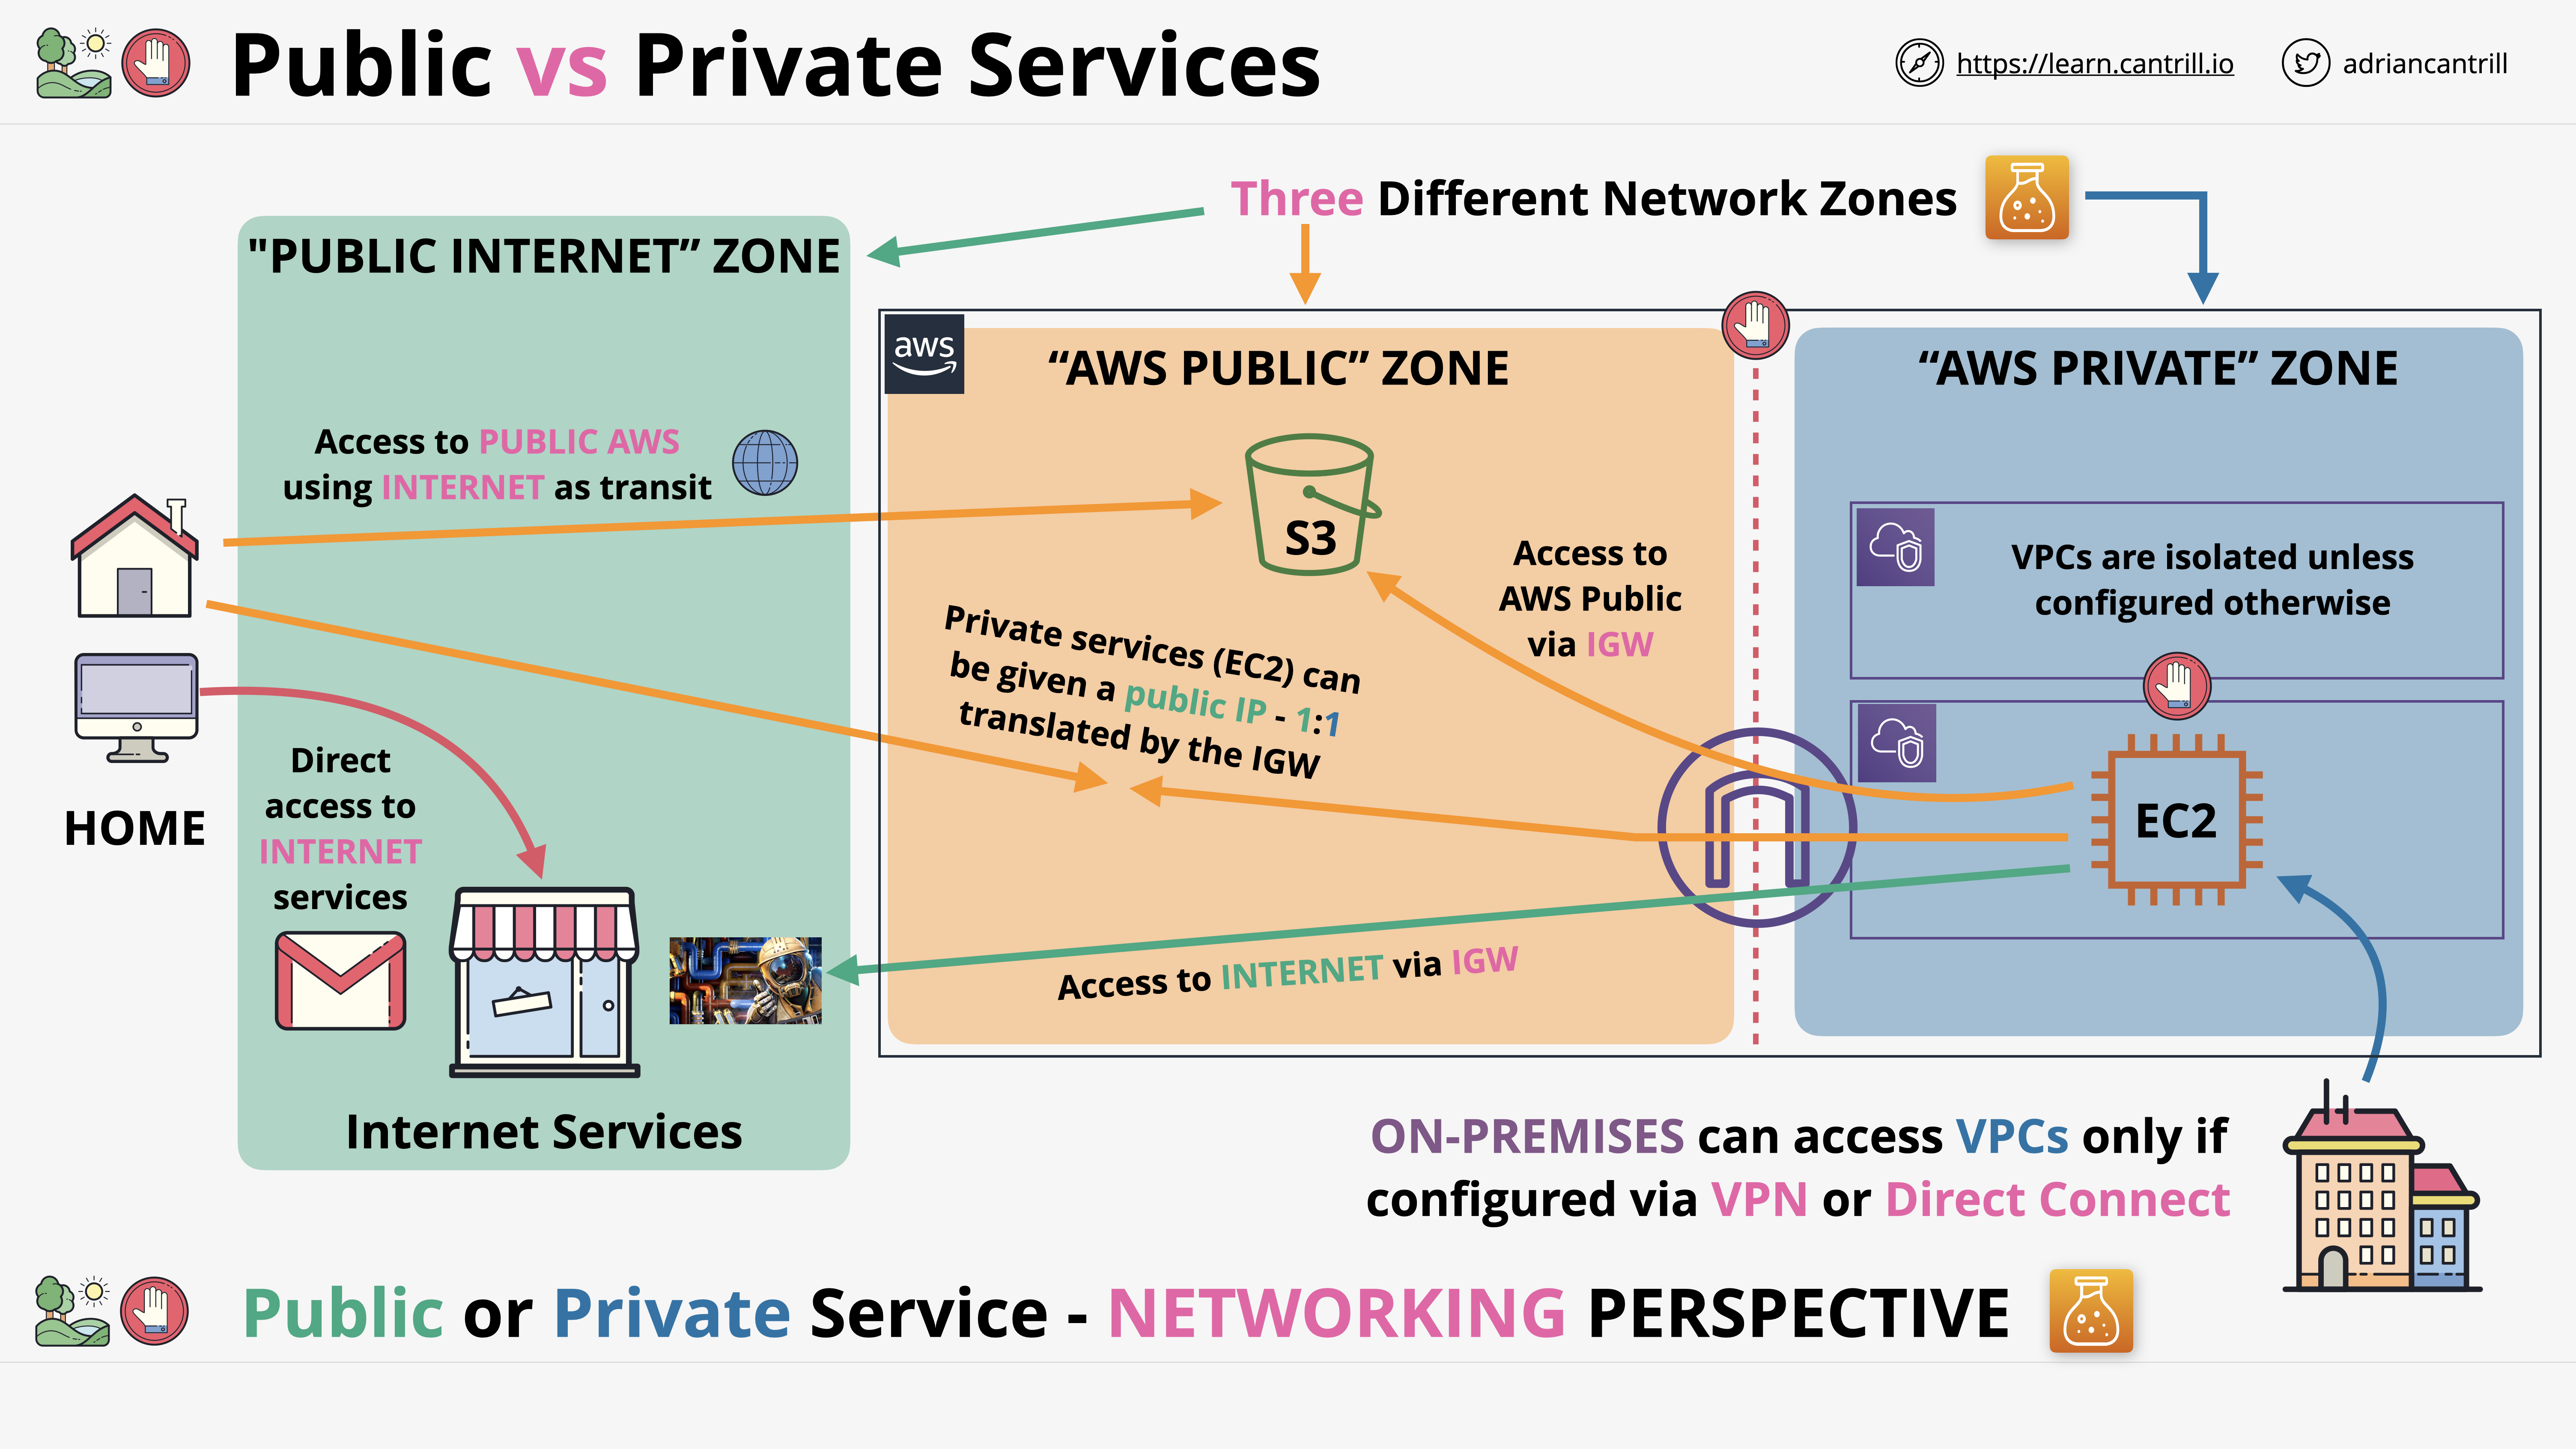 Public vs Private Services
https://learn.cantrill.io
adriancantrill
Three Different Network Zones
"PUBLIC INTERNET” ZONE
aws
“AWS PUBLIC” ZONE
“AWS PRIVATE” ZONE
Access to PUBLIC AWS
using INTERNET as transit
S3
Access to
AWS Public
via IGW
VPCs are isolated unless
configured otherwise
Private services (EC2) can
be given a public IP - 1:1
translated by the IGW
HOME
Direct
access to
INTERNET
services
EC2
Access to INTERNET via IGW
Internet Services
ON-PREMISES can access VPCs only if
configured via VPN or Direct Connect
Public or Private Service - NETWORKING PERSPECTIVE